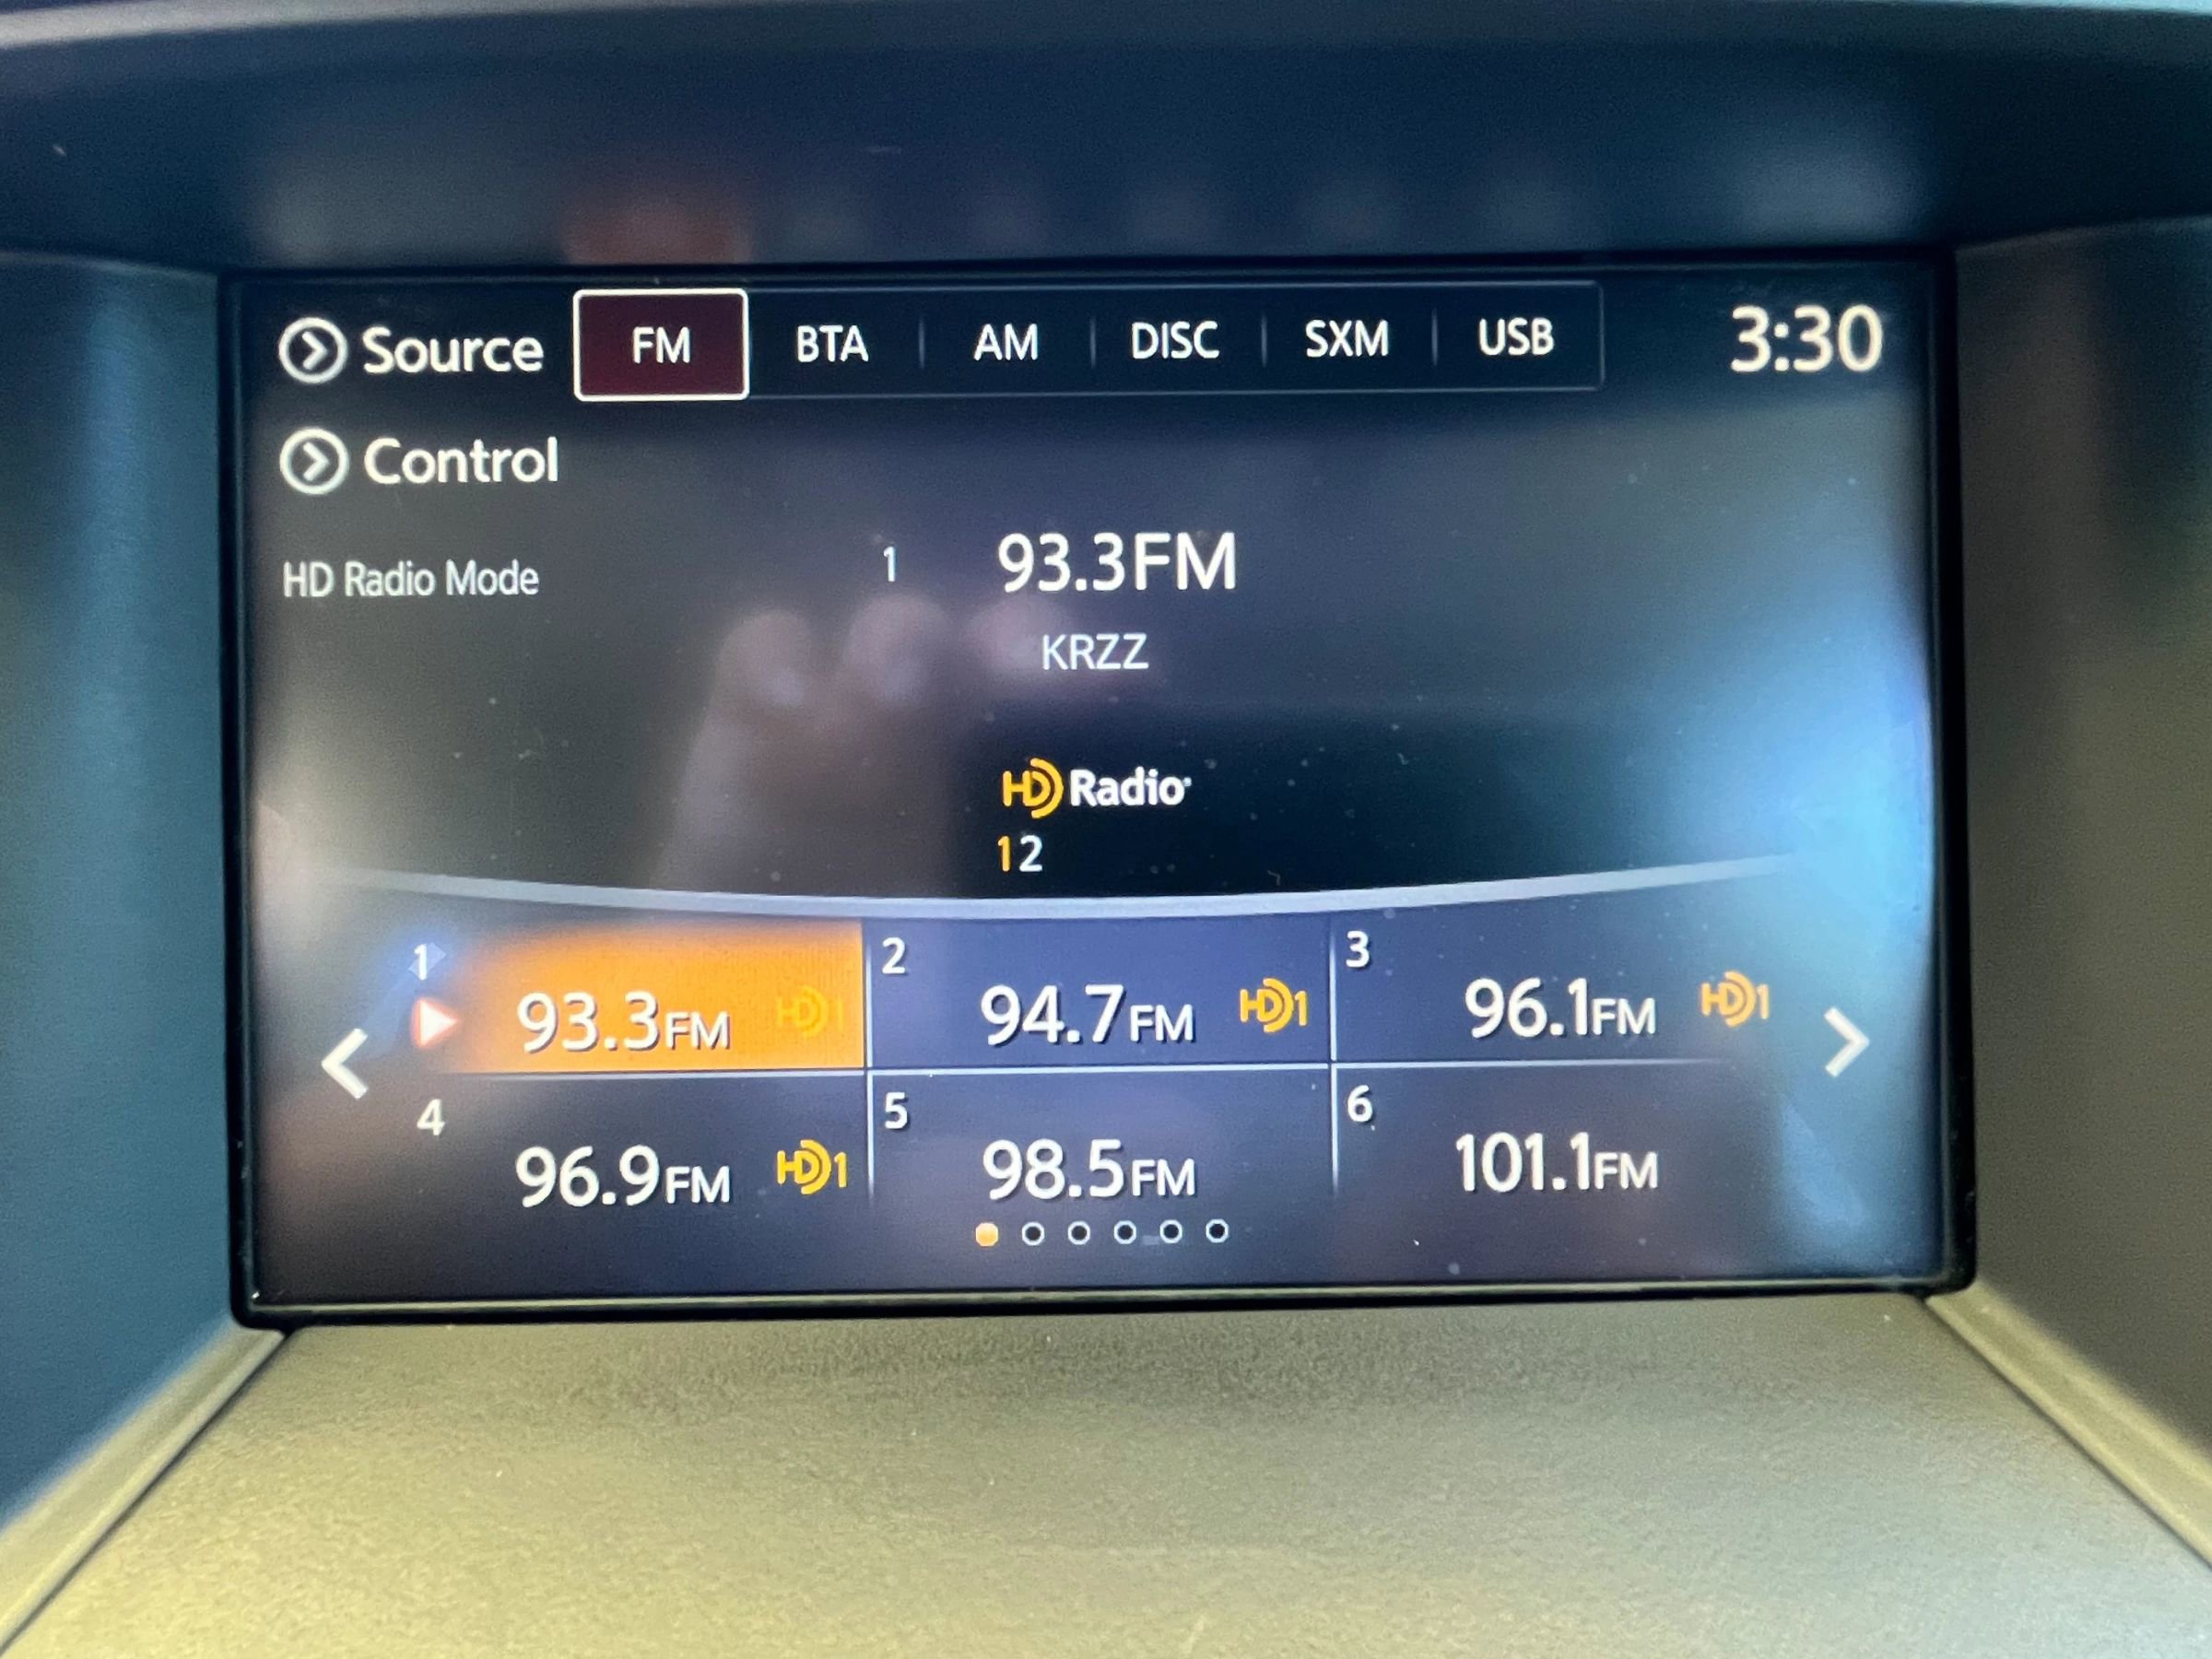 Source FM BTA AM DISC SXM USB 3:30
Control
HD Radio Mode
1 93.3FM
KRZZ
HD Radio
12
1 2 3
93.3FM HD1 94.7FM HD1 96.1FM HD1
4 5 6
96.9FM HD1 98.5FM 101.1FM